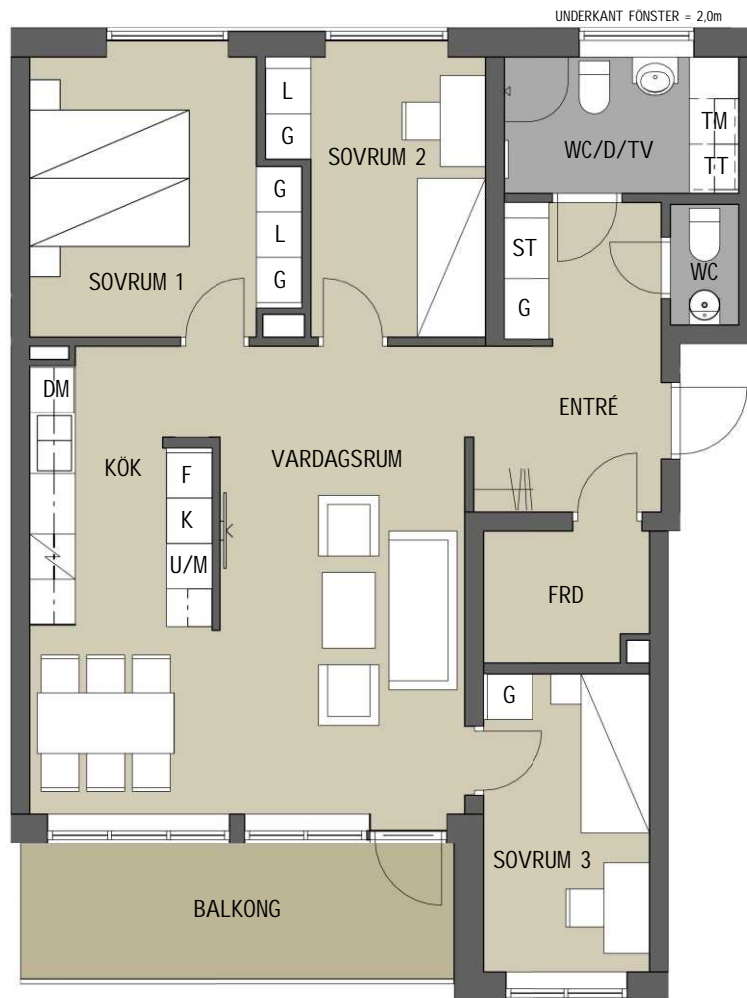 UNDERKANT FÖNSTER = 2,0m
L
G
SOVRUM 2
WC/D/TV
TM
TT
G
L
G
SOVRUM 1
ST
G
WC
DM
KÖK
F
K
U/M
VARDAGSRUM
ENTRÉ
FRD
G
SOVRUM 3
BALKONG